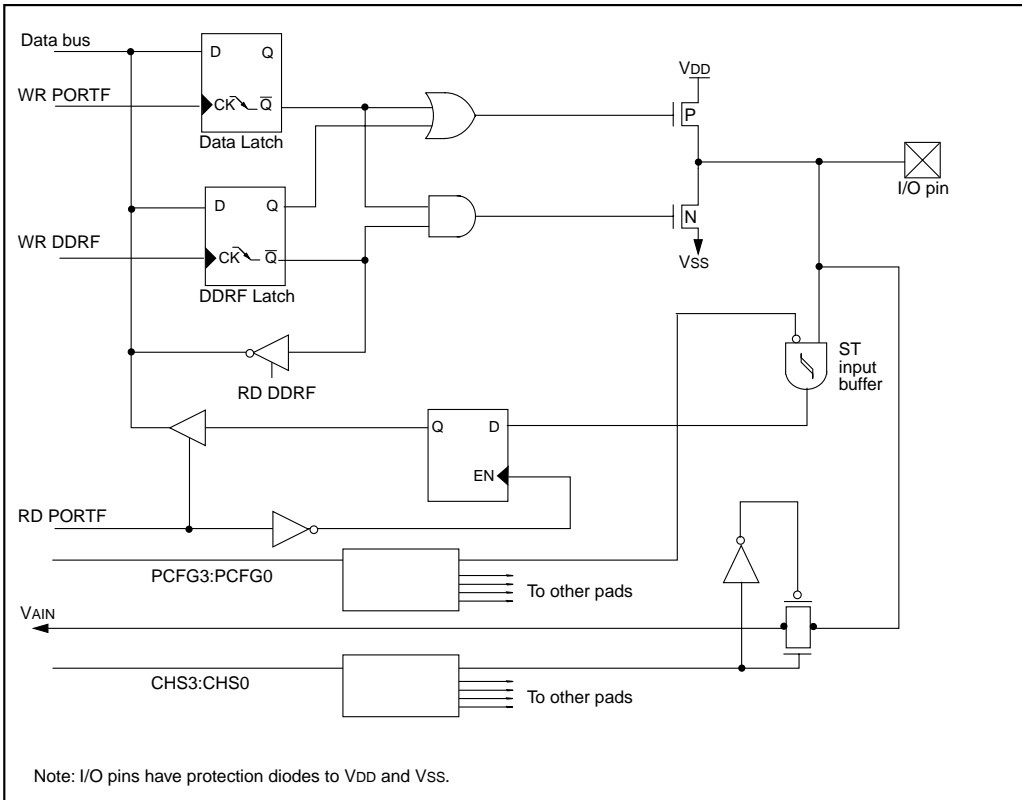 Data bus
D Q
VDD
WR PORTF
CK Q
P
Data Latch
I/O pin
D Q
N
WR DDRF
CK Q
VSS
DDRF Latch
ST
input
buffer
RD DDRF
Q D
EN
RD PORTF
PCFG3:PCFG0
To other pads
VAIN
CHS3:CHS0
To other pads
Note: I/O pins have protection diodes to VDD and VSS.